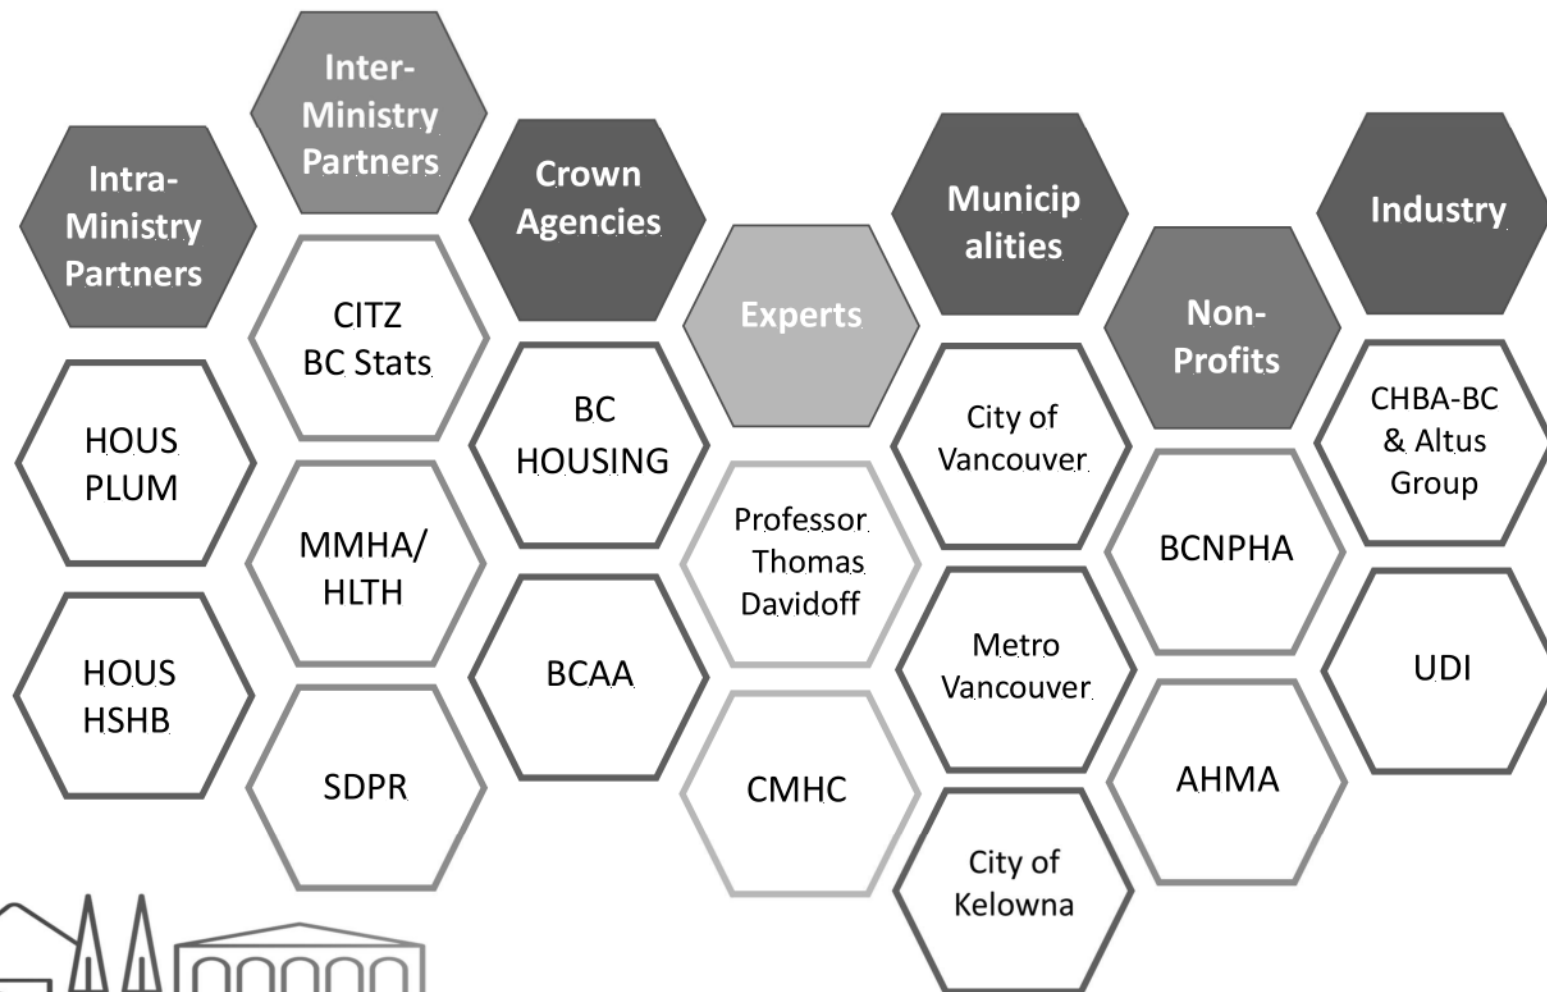 Intra-
Ministry
Partners
HOUS
PLUM
HOUS
HSHB
Inter-
Ministry
Partners
CITZ
BC Stats
MMHA/
HLTH
SDPR
Crown
Agencies
BC
HOUSING
BCAA
Experts
Professor
Thomas
Davidoff
CMHC
Municip
alities
City of
Vancouver
Metro
Vancouver
City of
Kelowna
Non-
Profits
BCNPHA
AHMA
Industry
CHBA-BC
& Altus
Group
UDI